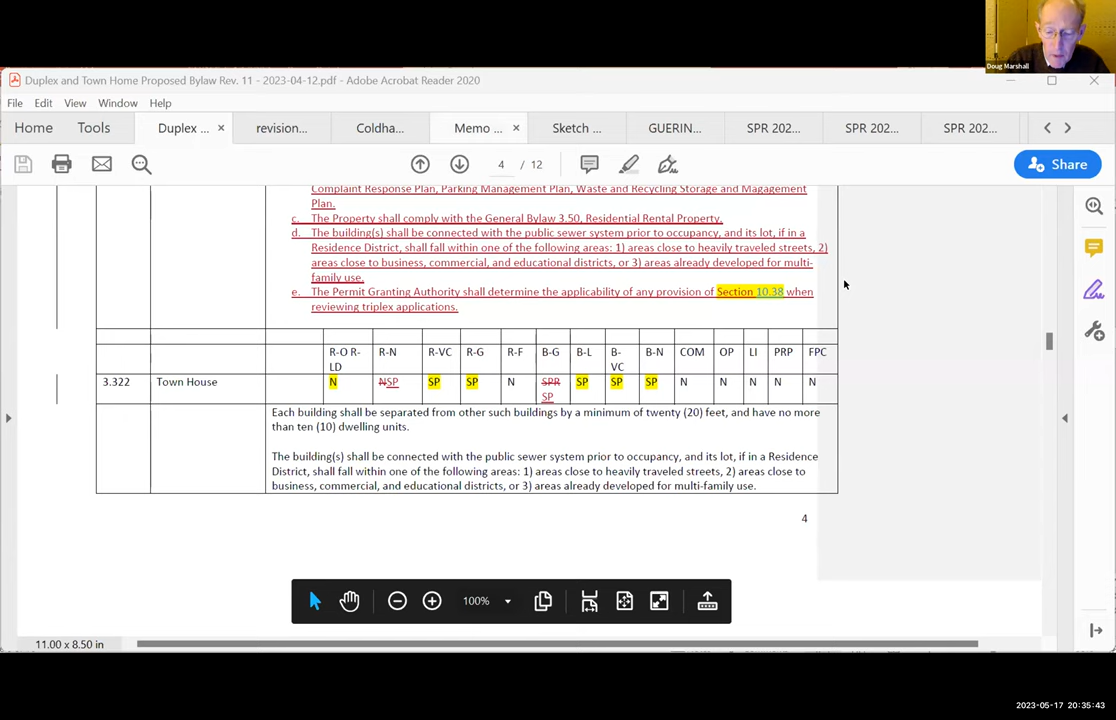 Doug Marshall
Duplex and Town Home Proposed Bylaw Rev. 11 - 2023-04-12.pdf - Adobe Acrobat Reader 2020
File Edit View Window Help
Home Tools Duplex ... × revision... Coldha... Memo ... × Sketch ... GUERIN... SPR 202... SPR 202... SPR 202...
4 / 12 Share
Complaint Response Plan, Parking Management Plan, Waste and Recycling Storage and Magagement
Plan.
c. The Property shall comply with the General Bylaw 3.50, Residential Rental Property.
d. The building(s) shall be connected with the public sewer system prior to occupancy, and its lot, if in a
Residence District, shall fall within one of the following areas: 1) areas close to heavily traveled streets, 2)
areas close to business, commercial, and educational districts, or 3) areas already developed for multi-
family use.
e. The Permit Granting Authority shall determine the applicability of any provision of Section 10.38 when
reviewing triplex applications.
R-O R- R-N R-VC R-G R-F B-G B-L B- B-N COM OP LI PRP FPC
LD VC
3.322 Town House N NSP SP SP N SPR SP SP SP N N N N N
SP
Each building shall be separated from other such buildings by a minimum of twenty (20) feet, and have no more
than ten (10) dwelling units.
The building(s) shall be connected with the public sewer system prior to occupancy, and its lot, if in a Residence
District, shall fall within one of the following areas: 1) areas close to heavily traveled streets, 2) areas close to
business, commercial, and educational districts, or 3) areas already developed for multi-family use.
4
100%
11.00 x 8.50 in
2023-05-17 20:35:43